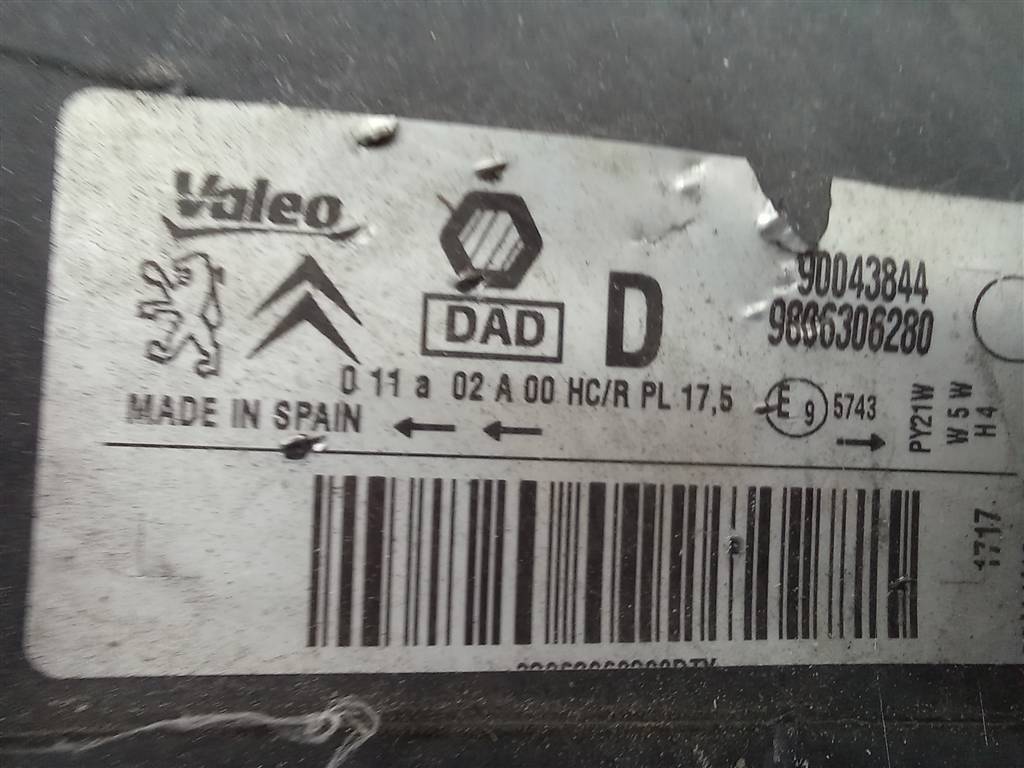 Valeo
DAD
D
90043844
9806306280
0 11 a 02 A 00 HC/R PL 17,5
E 9 5743
MADE IN SPAIN
PY21W
W5W
H4
1717